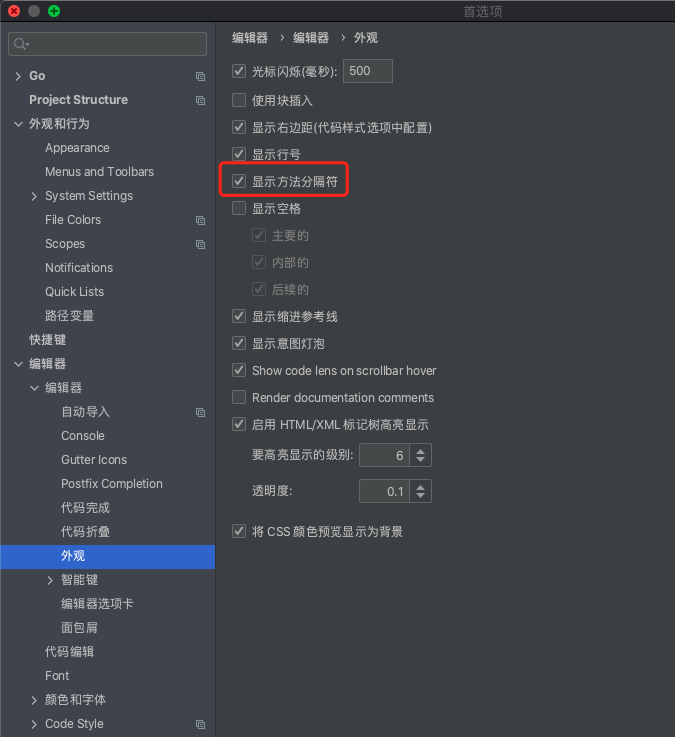 首选项
Go
Project Structure
外观和行为
Appearance
Menus and Toolbars
System Settings
File Colors
Scopes
Notifications
Quick Lists
路径变量
快捷键
编辑器
编辑器
自动导入
Console
Gutter Icons
Postfix Completion
代码完成
代码折叠
外观
智能键
编辑器选项卡
面包屑
代码编辑
Font
颜色和字体
Code Style
编辑器 › 编辑器 › 外观
光标闪烁(毫秒): 500
使用块插入
显示右边距(代码样式选项中配置)
显示行号
显示方法分隔符
显示空格
主要的
内部的
后续的
显示缩进参考线
显示意图灯泡
Show code lens on scrollbar hover
Render documentation comments
启用 HTML/XML 标记树高亮显示
要高亮显示的级别: 6
透明度: 0.1
将 CSS 颜色预览显示为背景